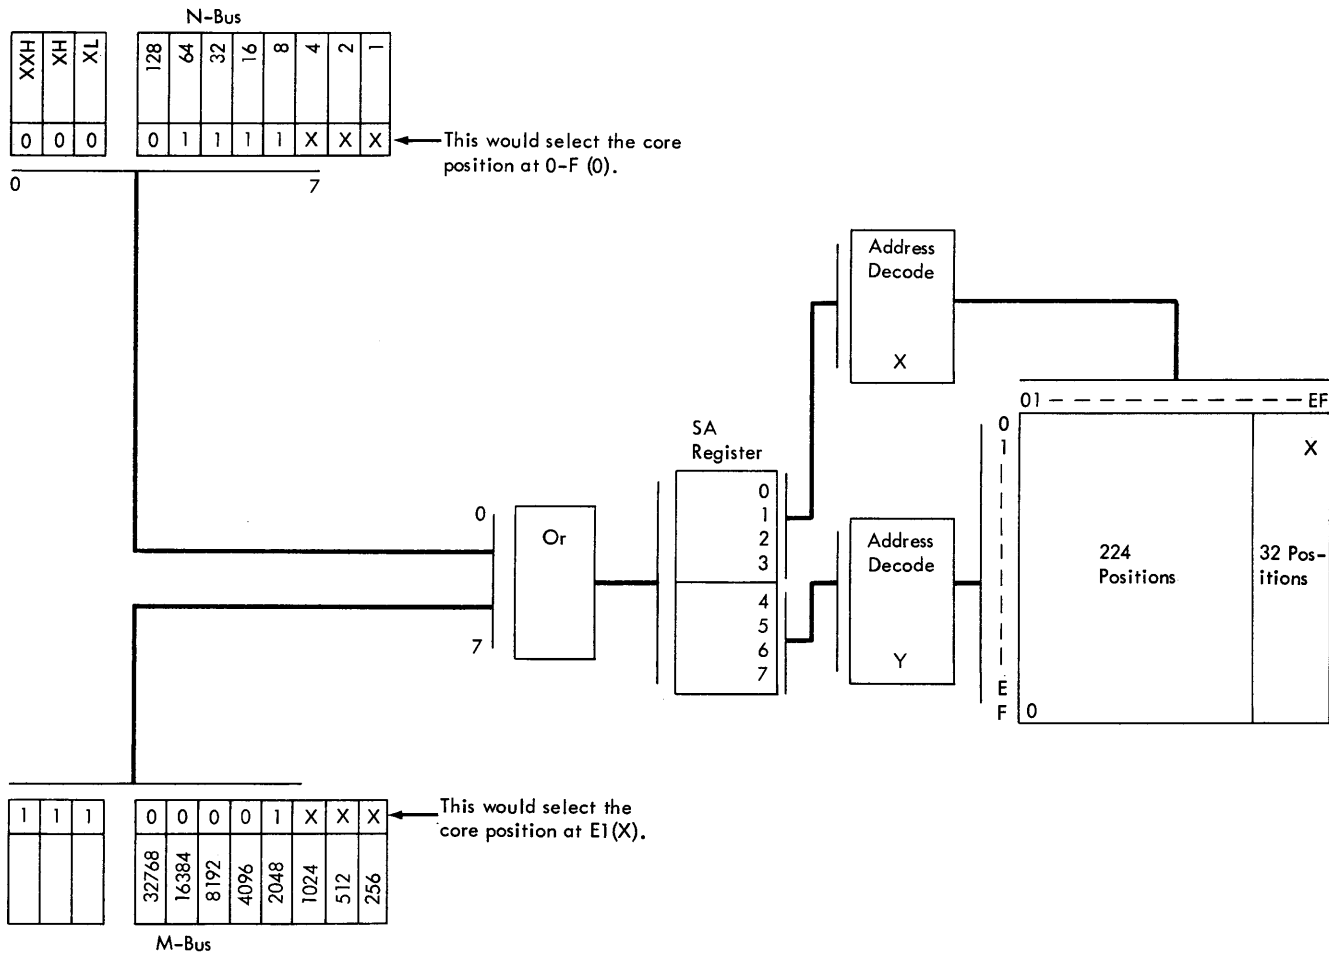 N-Bus
XXH XH XL 128 64 32 16 8 4 2 1
0 0 0 0 1 1 1 1 X X X
This would select the core
position at 0-F (0).
0 7
Address
Decode
X
01 EF
0
1
E
F
X
224
Positions
32 Pos-
itions
0
SA
Register
0
1
2
3
4
5
6
7
Address
Decode
Y
0
Or
7
1 1 1 0 0 0 0 1 X X X
This would select the
core position at E1(X).
32768 16384 8192 4096 2048 1024 512 256
M-Bus